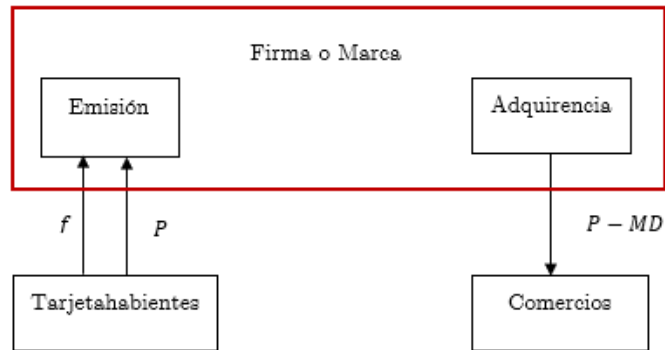 Firma o Marca
Emisión
Adquirencia
f
P
P − MD
Tarjetahabientes
Comercios